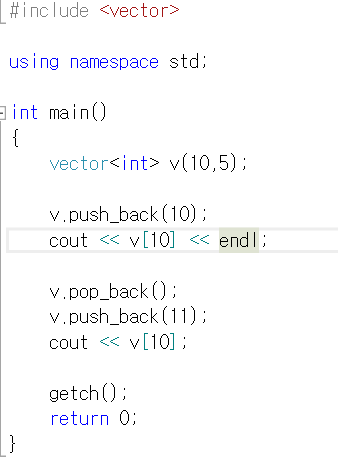 #include <vector>
using namespace std;
int main()
{
vector<int> v(10,5);
v.push_back(10);
cout << v[10] << endl;
v.pop_back();
v.push_back(11);
cout << v[10];
getch();
return 0;
}